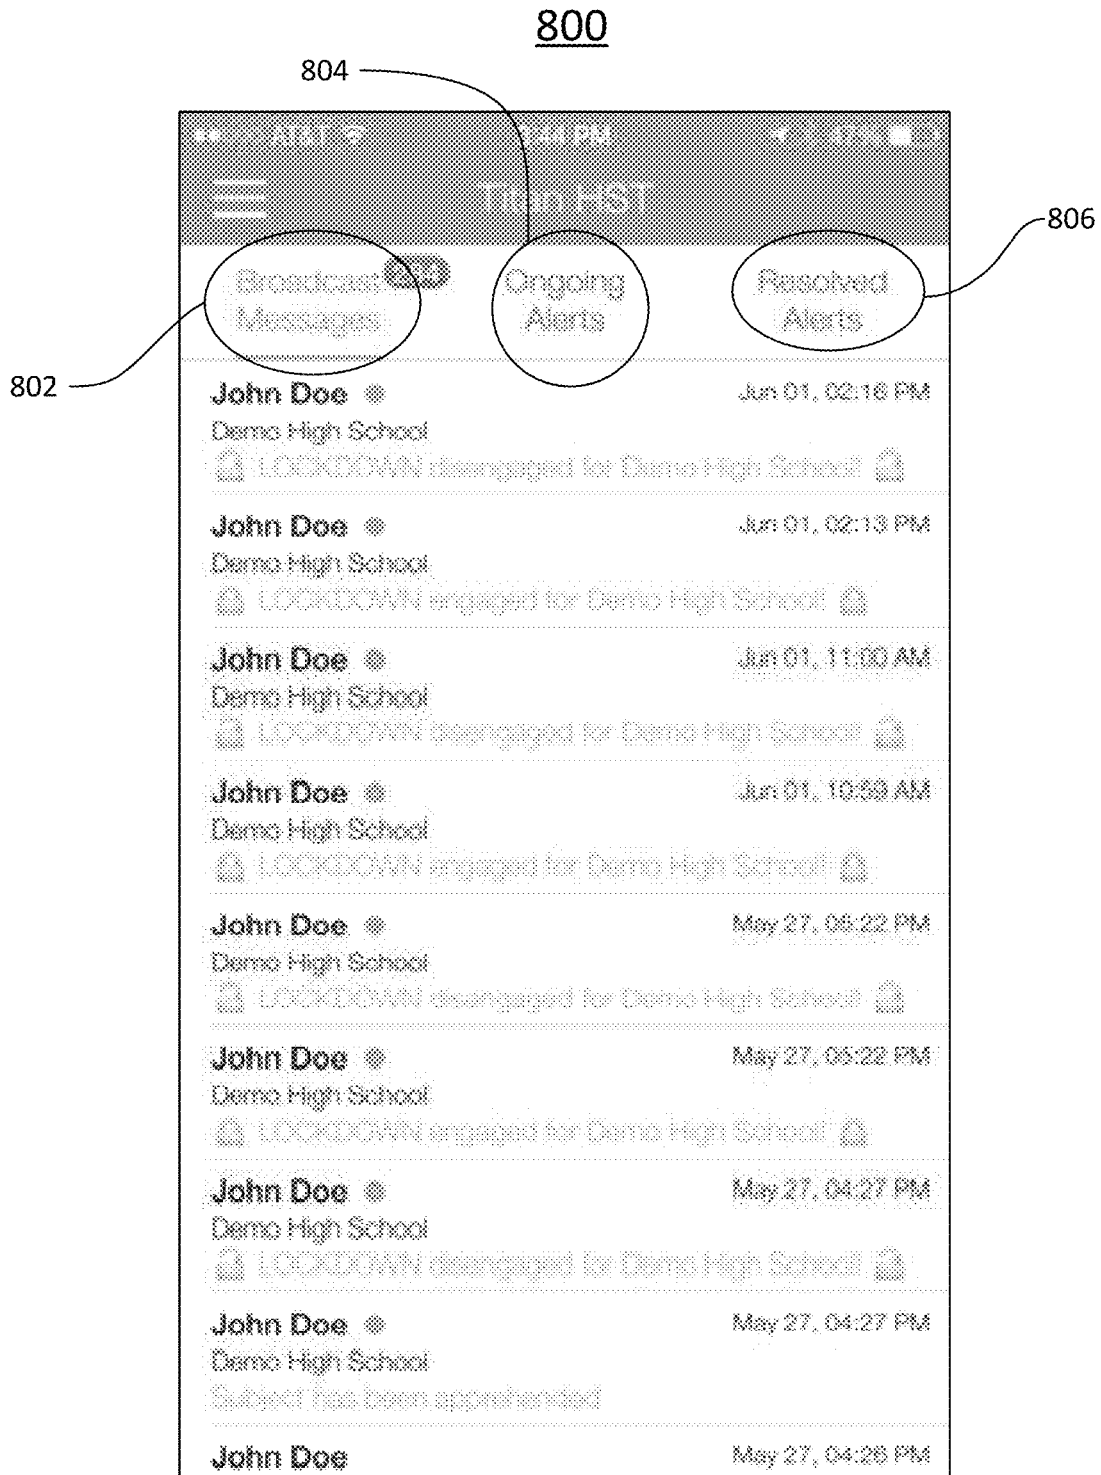 800
804
AT&T 44 PM
Titan HST
806
Broadcast
Messages
Ongoing
Alerts
Resolved
Alerts
802
John Doe Jun 01, 02:16 PM
Demo High School
LOCKDOWN disengaged for Demo High School!
John Doe Jun 01, 02:13 PM
Demo High School
LOCKDOWN engaged for Demo High School!
John Doe Jun 01, 11:00 AM
Demo High School
LOCKDOWN disengaged for Demo High School!
John Doe Jun 01, 10:59 AM
Demo High School
LOCKDOWN engaged for Demo High School!
John Doe May 27, 05:22 PM
Demo High School
LOCKDOWN disengaged for Demo High School!
John Doe May 27, 05:22 PM
Demo High School
LOCKDOWN engaged for Demo High School!
John Doe May 27, 04:27 PM
Demo High School
LOCKDOWN disengaged for Demo High School!
John Doe May 27, 04:27 PM
Demo High School
Subject has been apprehended
John Doe May 27, 04:26 PM